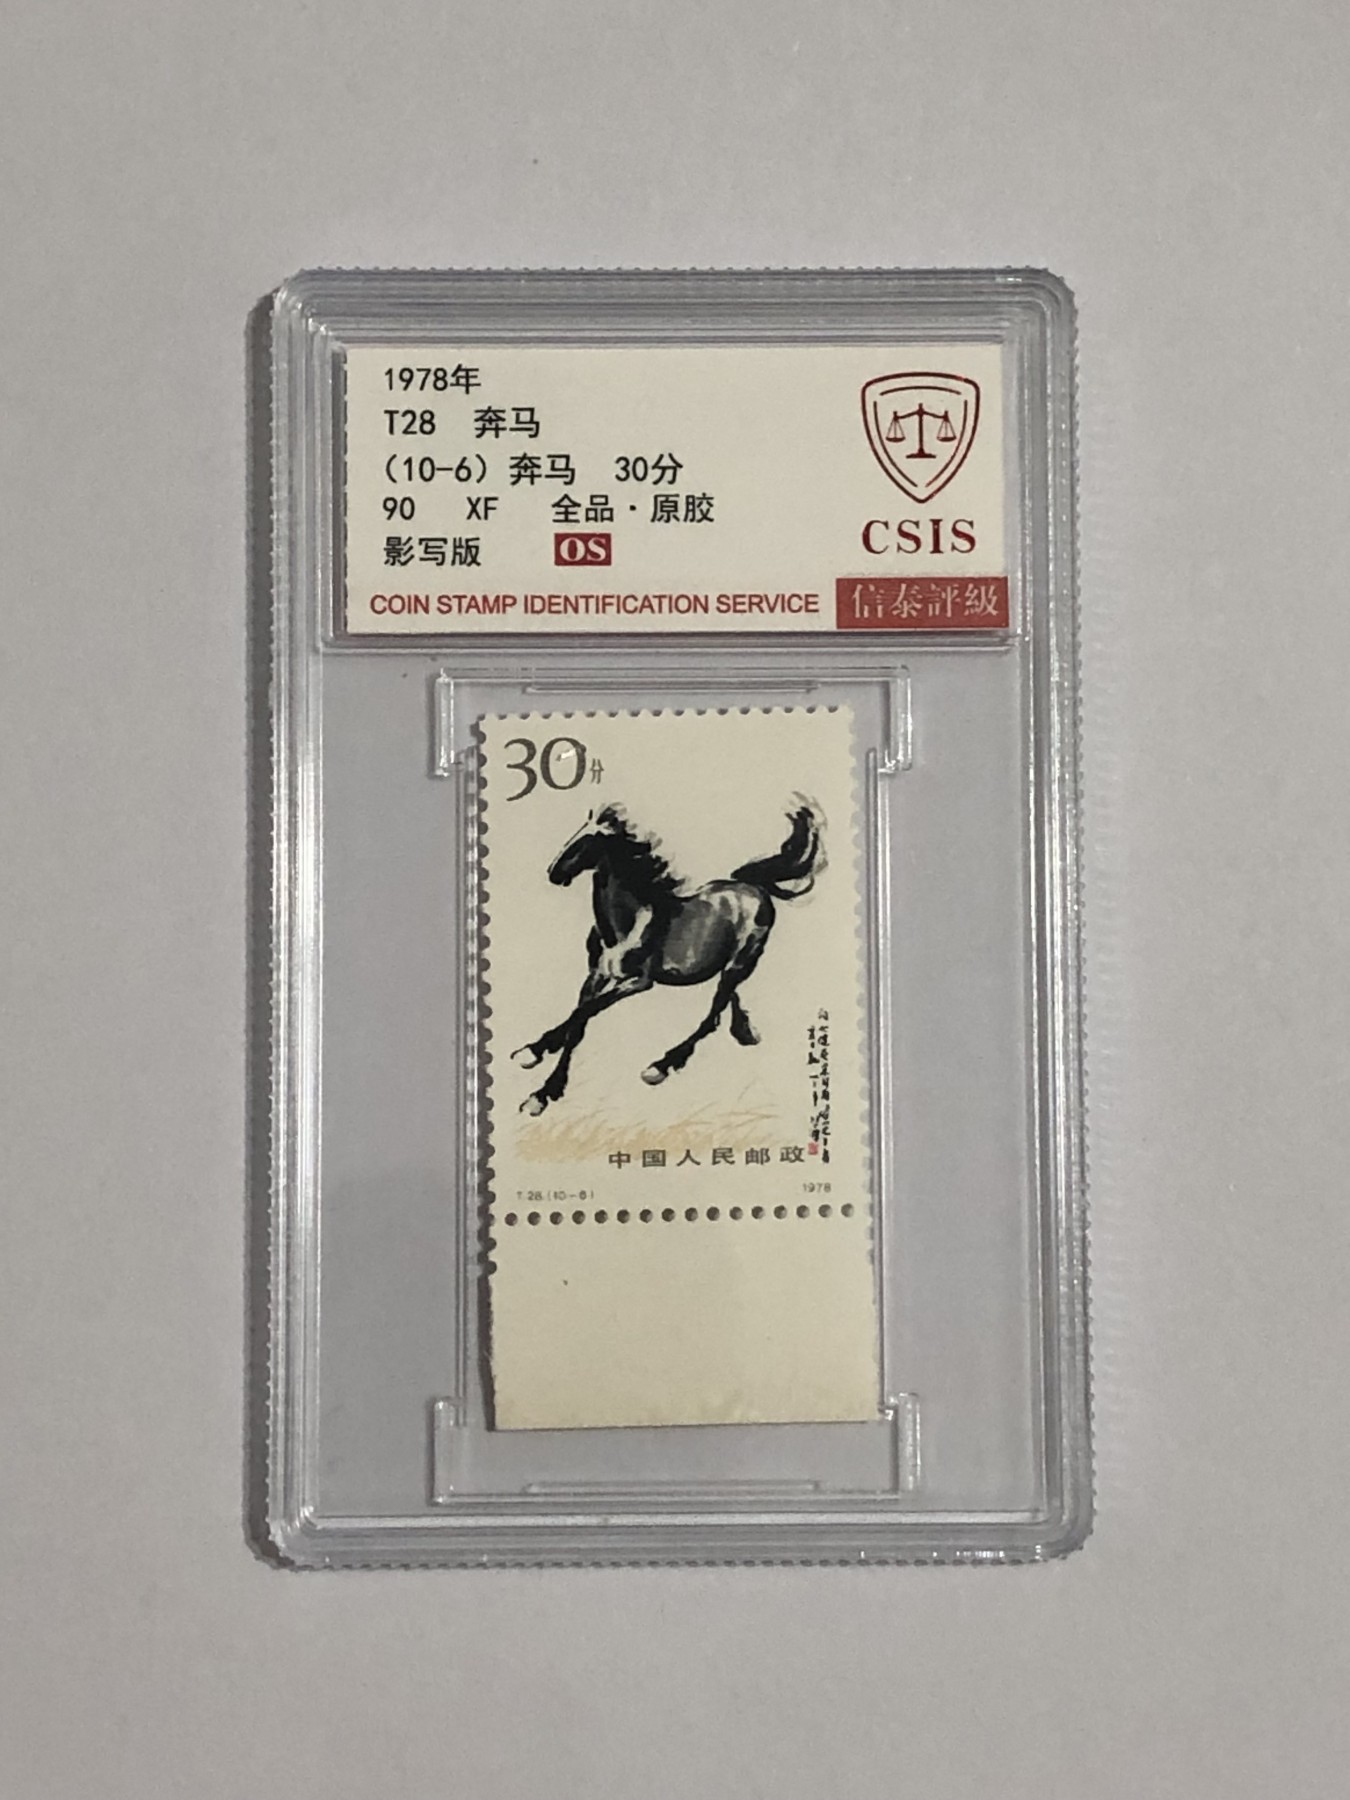 1978年
T28 奔马
(10-6) 奔马 30分
90 XF 全品·原胶
影写版 OS
CSIS
COIN STAMP IDENTIFICATION SERVICE 信泰評級
30分
中国人民邮政
T.28.(10-6) 1978